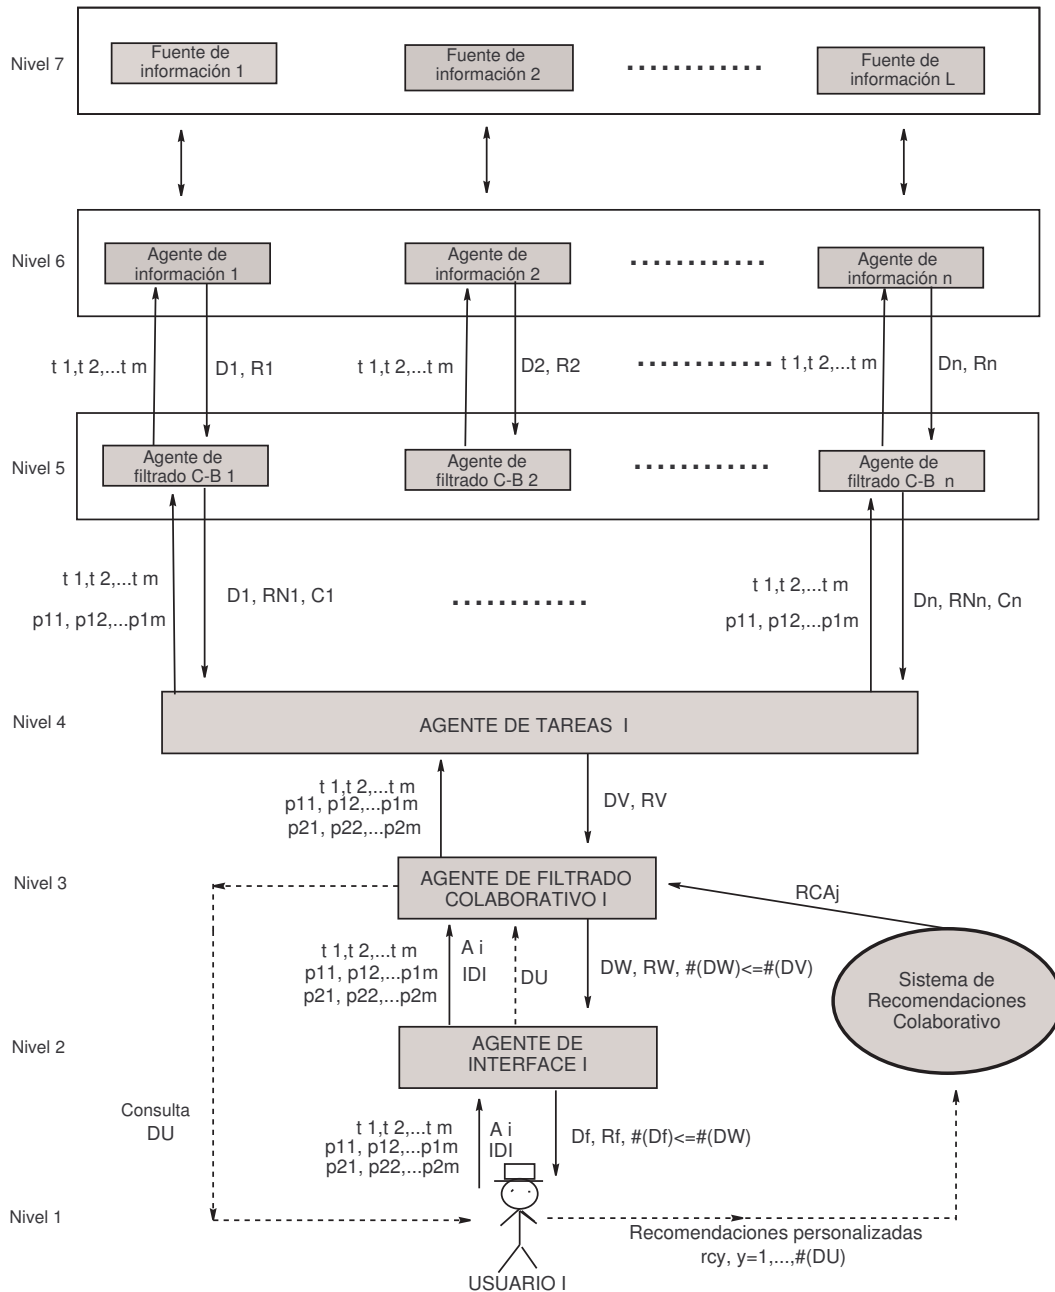 Nivel 7
Fuente de
información 1
Fuente de
información 2
Fuente de
información L
Nivel 6
Agente de
información 1
Agente de
información 2
Agente de
información n
t 1,t 2,...t m
D1, R1
t 1,t 2,...t m
D2, R2
t 1,t 2,...t m
Dn, Rn
Nivel 5
Agente de
filtrado C-B 1
Agente de
filtrado C-B 2
Agente de
filtrado C-B n
t 1,t 2,...t m
p11, p12,...p1m
D1, RN1, C1
t 1,t 2,...t m
p11, p12,...p1m
Dn, RNn, Cn
Nivel 4
AGENTE DE TAREAS I
t 1,t 2,...t m
p11, p12,...p1m
p21, p22,...p2m
DV, RV
Nivel 3
AGENTE DE FILTRADO
COLABORATIVO I
RCAj
t 1,t 2,...t m
p11, p12,...p1m
p21, p22,...p2m
A i
IDI
DU
DW, RW, #(DW)<=#(DV)
Sistema de
Recomendaciones
Colaborativo
Nivel 2
AGENTE DE
INTERFACE I
Consulta
DU
t 1,t 2,...t m
p11, p12,...p1m
p21, p22,...p2m
A i
IDI
Df, Rf, #(Df)<=#(DW)
Nivel 1
Recomendaciones personalizadas
rcy, y=1,...,#(DU)
USUARIO I